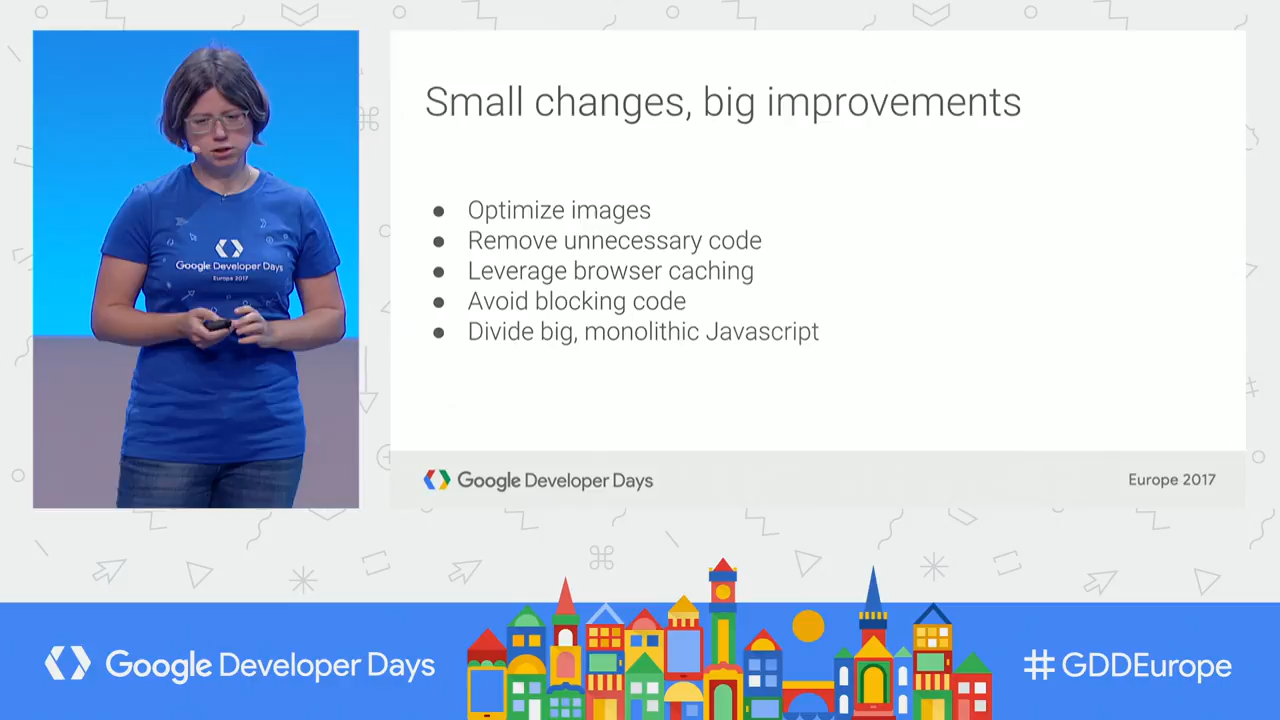 Small changes, big improvements
Optimize images
Remove unnecessary code
Leverage browser caching
Avoid blocking code
Divide big, monolithic Javascript
Google Developer Days
Europe 2017
Google Developer Days
Europe 2017
Google Developer Days
#GDDEurope